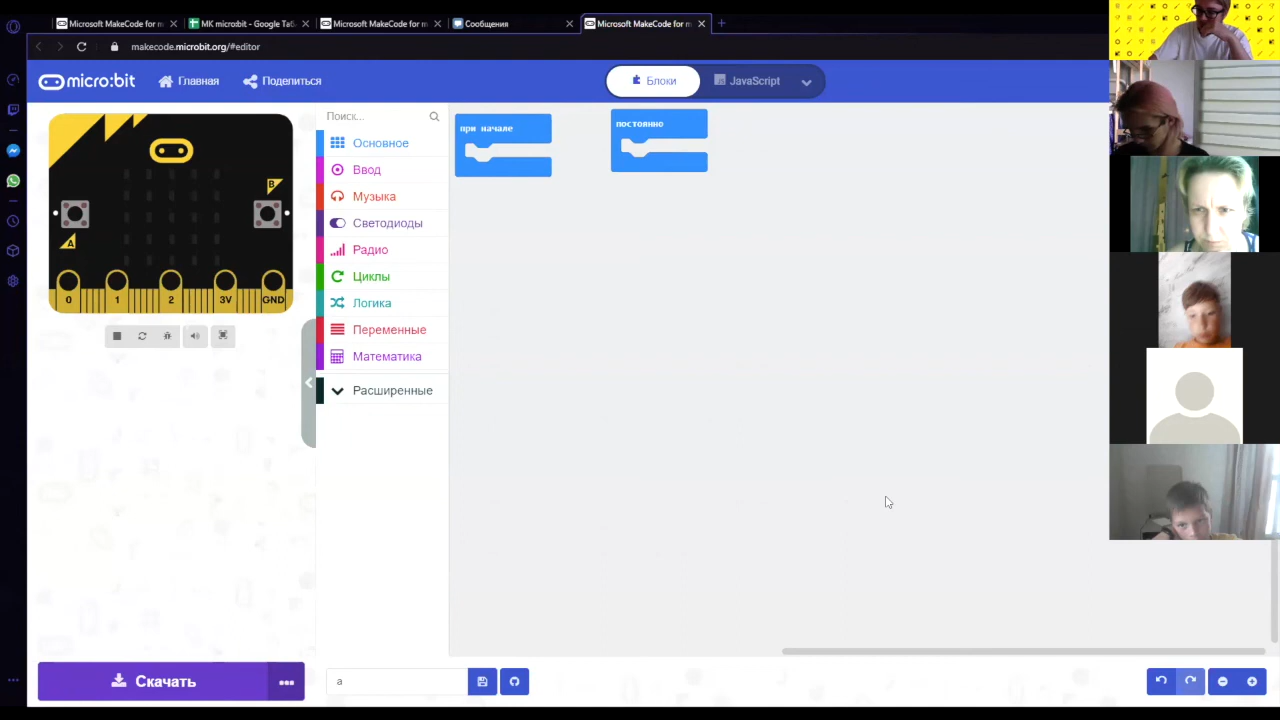 Microsoft MakeCode for m
MK microbit - Google Таб
Microsoft MakeCode for m
Сообщения
Microsoft MakeCode for m
makecode.microbit.org/#editor
micro:bit
Главная
Поделиться
Блоки
JavaScript
Поиск...
при начале
постоянно
Основное
Ввод
Музыка
Светодиоды
Радио
Циклы
Логика
Переменные
Математика
Расширенные
A
B
0
1
2
3V
GND
Скачать
a